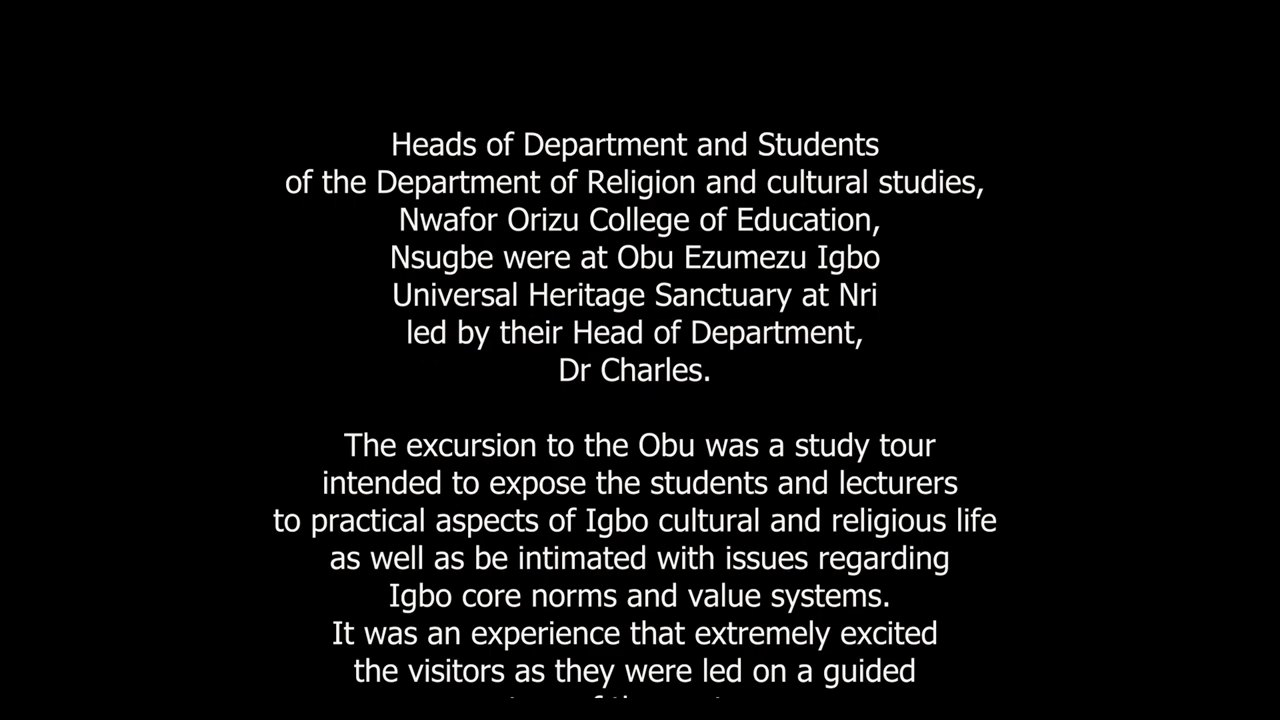 Heads of Department and Students
of the Department of Religion and cultural studies,
Nwafor Orizu College of Education,
Nsugbe were at Obu Ezumezu Igbo
Universal Heritage Sanctuary at Nri
led by their Head of Department,
Dr Charles.
The excursion to the Obu was a study tour
intended to expose the students and lecturers
to practical aspects of Igbo cultural and religious life
as well as be intimated with issues regarding
Igbo core norms and value systems.
It was an experience that extremely excited
the visitors as they were led on a guided